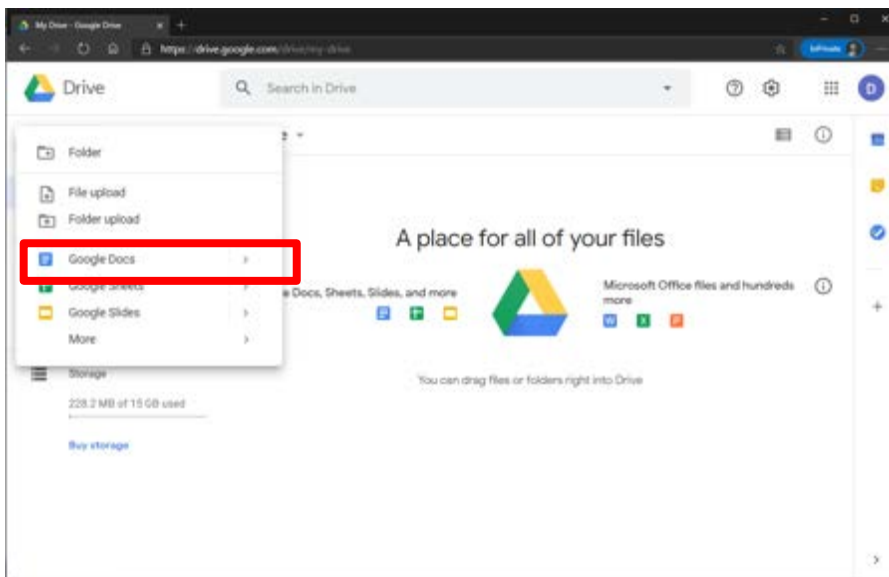 My Drive - Google Drive
https://drive.google.com/drive/my-drive
InPrivate
Drive
Search in Drive
D
Folder
File upload
Folder upload
Google Docs
Google Sheets
Google Slides
More
A place for all of your files
Docs, Sheets, Slides, and more
Microsoft Office files and hundreds
more
W X P
You can drag files or folders right into Drive
Storage
228.2 MB of 15 GB used
Buy storage